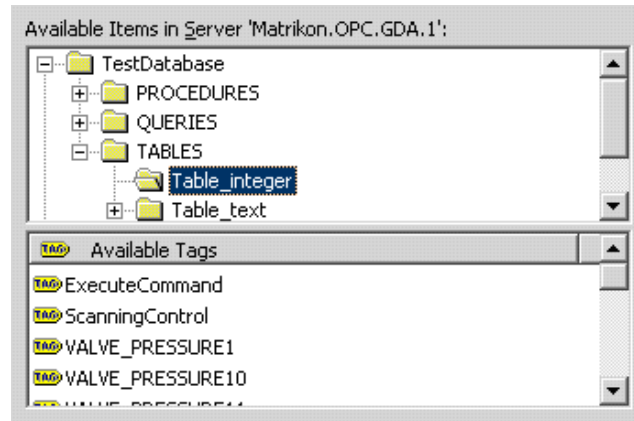 Available Items in Server 'Matrikon.OPC.GDA.1':
TestDatabase
PROCEDURES
QUERIES
TABLES
Table_integer
Table_text
TAG Available Tags
TAG ExecuteCommand
TAG ScanningControl
TAG VALVE_PRESSURE1
TAG VALVE_PRESSURE10